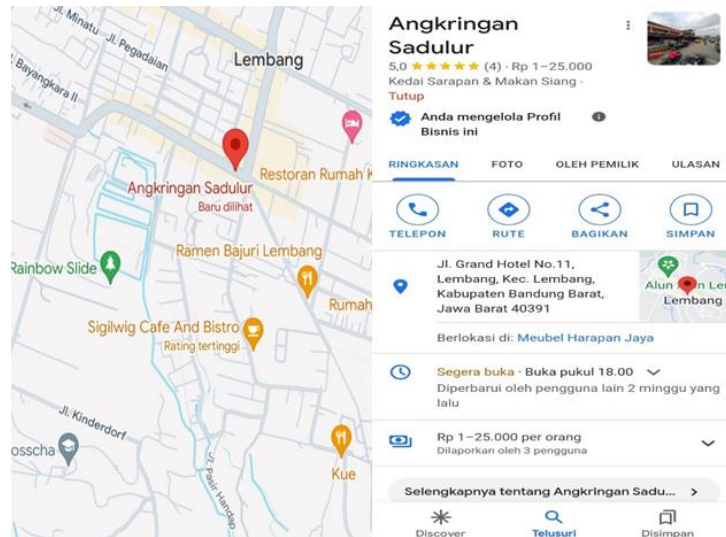 Jl. Minatu
Jl. Pegadaian
Lembang
Jl. Bayangkara II
Restoran Rumah K
Angkringan Sadulur
Baru dilihat
Ramen Bajuri Lembang
Rainbow Slide
Rumah
Sigilwig Cafe And Bistro
Rating tertinggi
Jl. Kinderdorf
osscha
Kue
Jl. Pasir Handap
Angkringan
Sadulur
5,0 ★★★★★ (4) · Rp 1–25.000
Kedai Sarapan & Makan Siang ·
Tutup
Anda mengelola Profil
Bisnis ini
RINGKASAN FOTO OLEH PEMILIK ULASAN
TELEPON RUTE BAGIKAN SIMPAN
Jl. Grand Hotel No.11,
Lembang, Kec. Lembang,
Kabupaten Bandung Barat,
Jawa Barat 40391
Alun
Lembang
Berlokasi di: Meubel Harapan Jaya
Segera buka · Buka pukul 18.00
Diperbarui oleh pengguna lain 2 minggu yang
lalu
Rp 1–25.000 per orang
Dilaporkan oleh 3 pengguna
Selengkapnya tentang Angkringan Sadu...
Discover Telusuri Disimpan